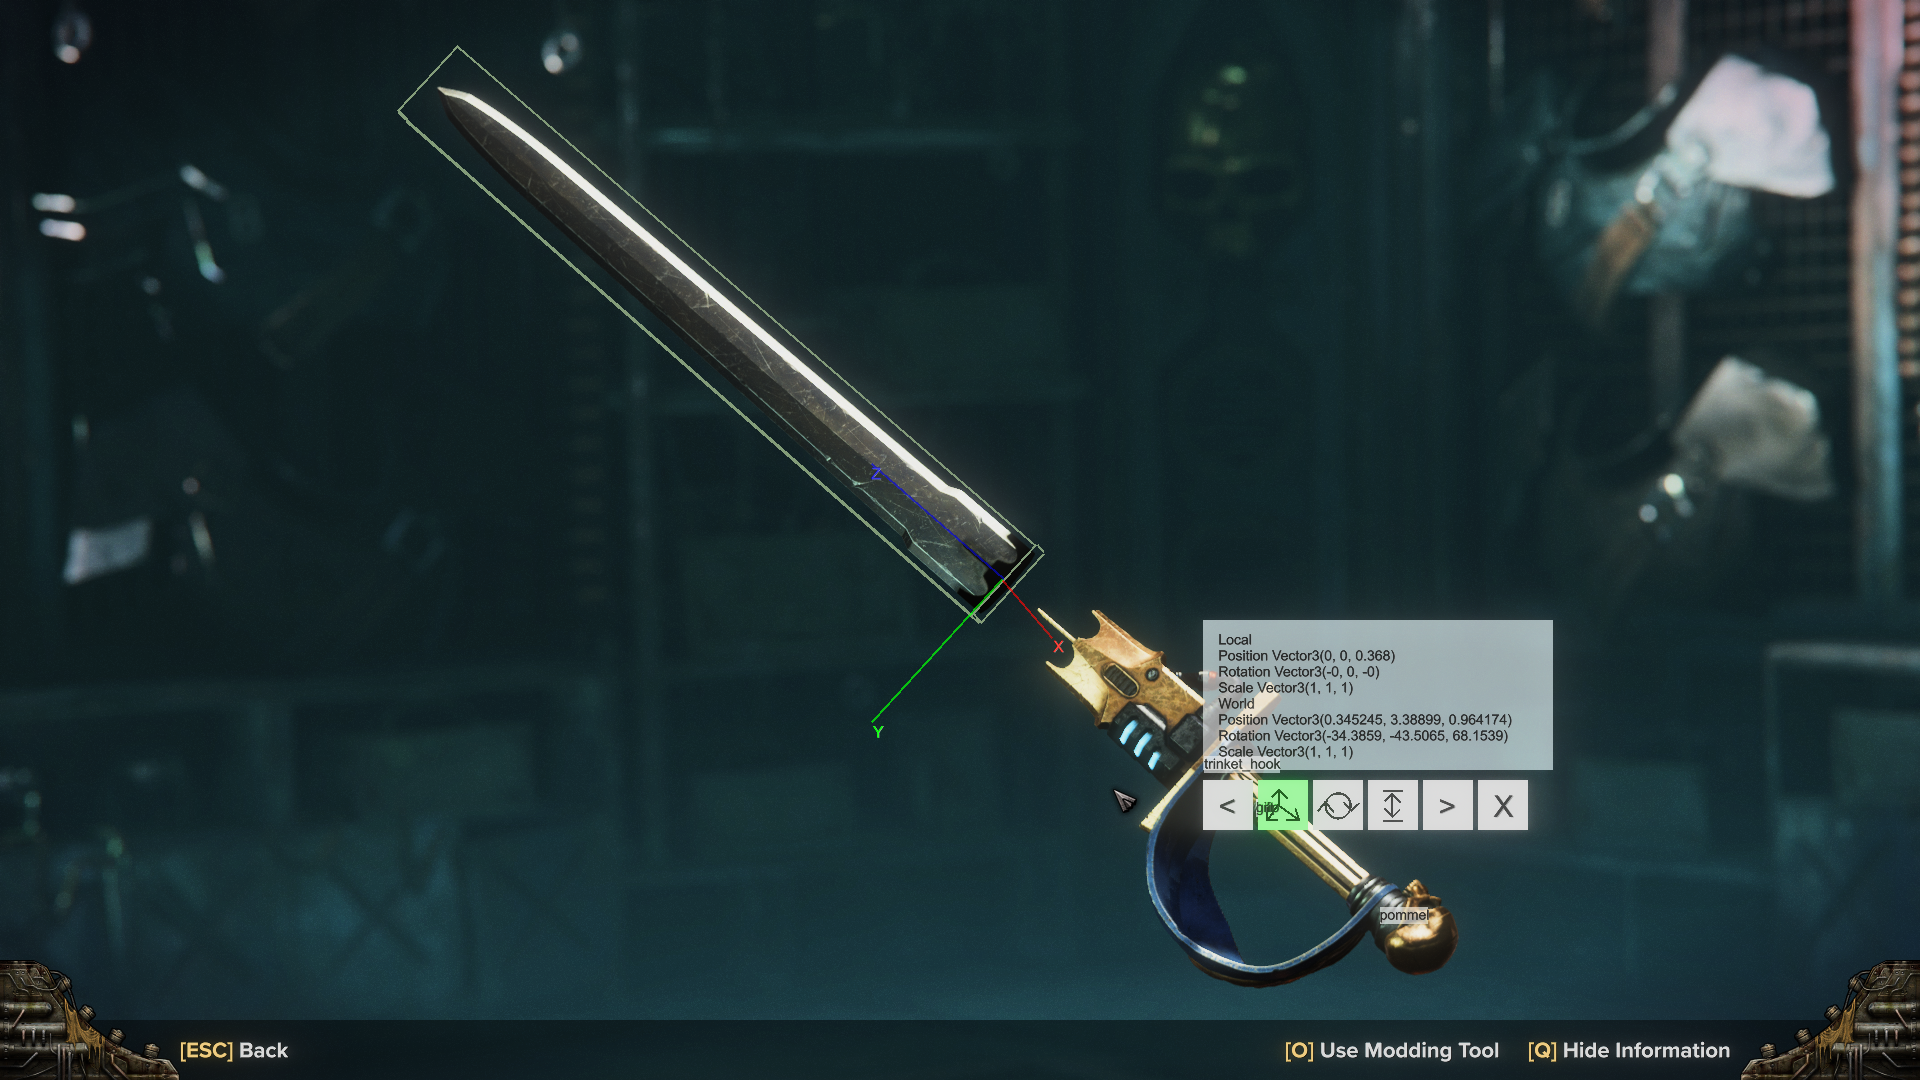 Z
X
Y
Local
Position Vector3(0, 0, 0.368)
Rotation Vector3(-0, 0, -0)
Scale Vector3(1, 1, 1)
World
Position Vector3(0.345245, 3.38899, 0.964174)
Rotation Vector3(-34.3859, -43.5065, 68.1539)
Scale Vector3(1, 1, 1)
trinket_hook
< > X
pommel
[ESC] Back
[O] Use Modding Tool [Q] Hide Information